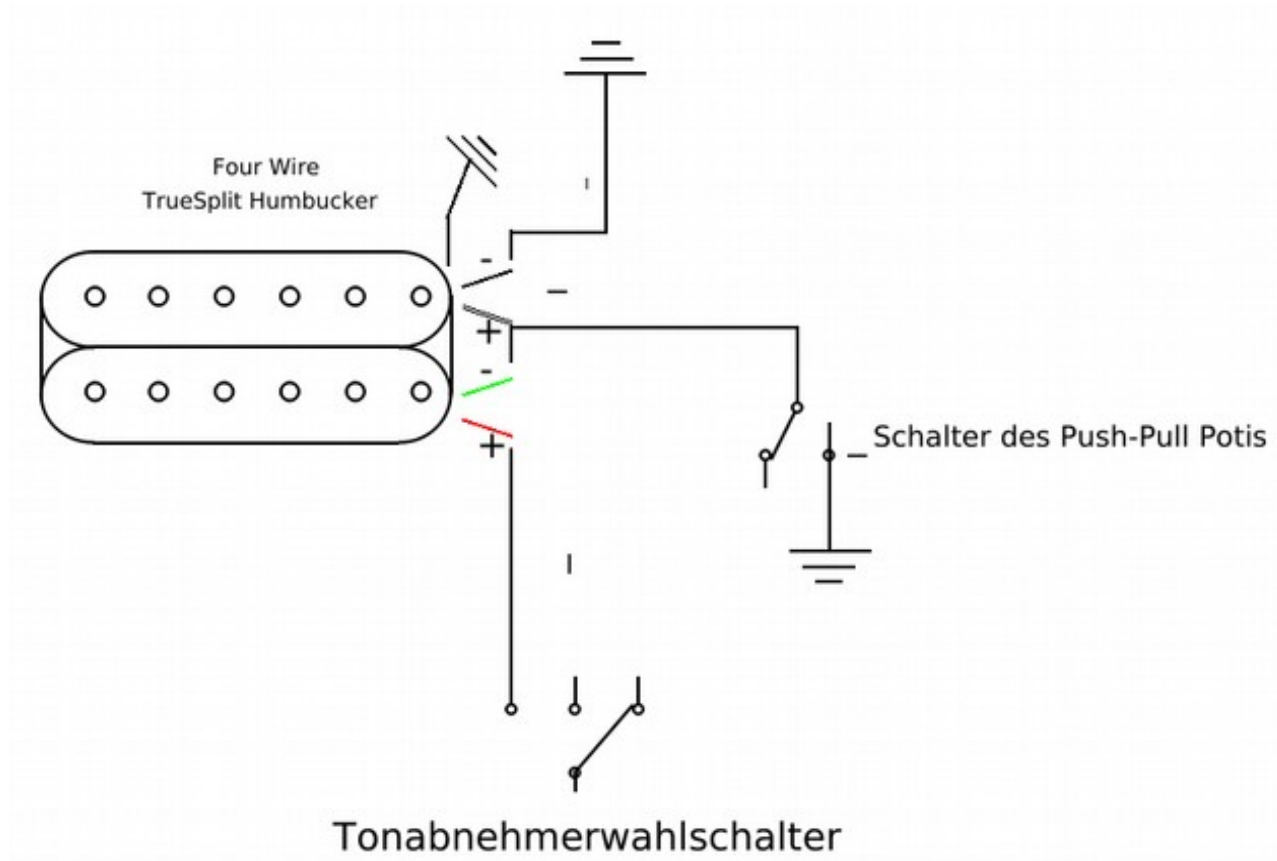 Four Wire
TrueSplit Humbucker
-
+
-
+
Schalter des Push-Pull Potis
Tonabnehmerwahlschalter